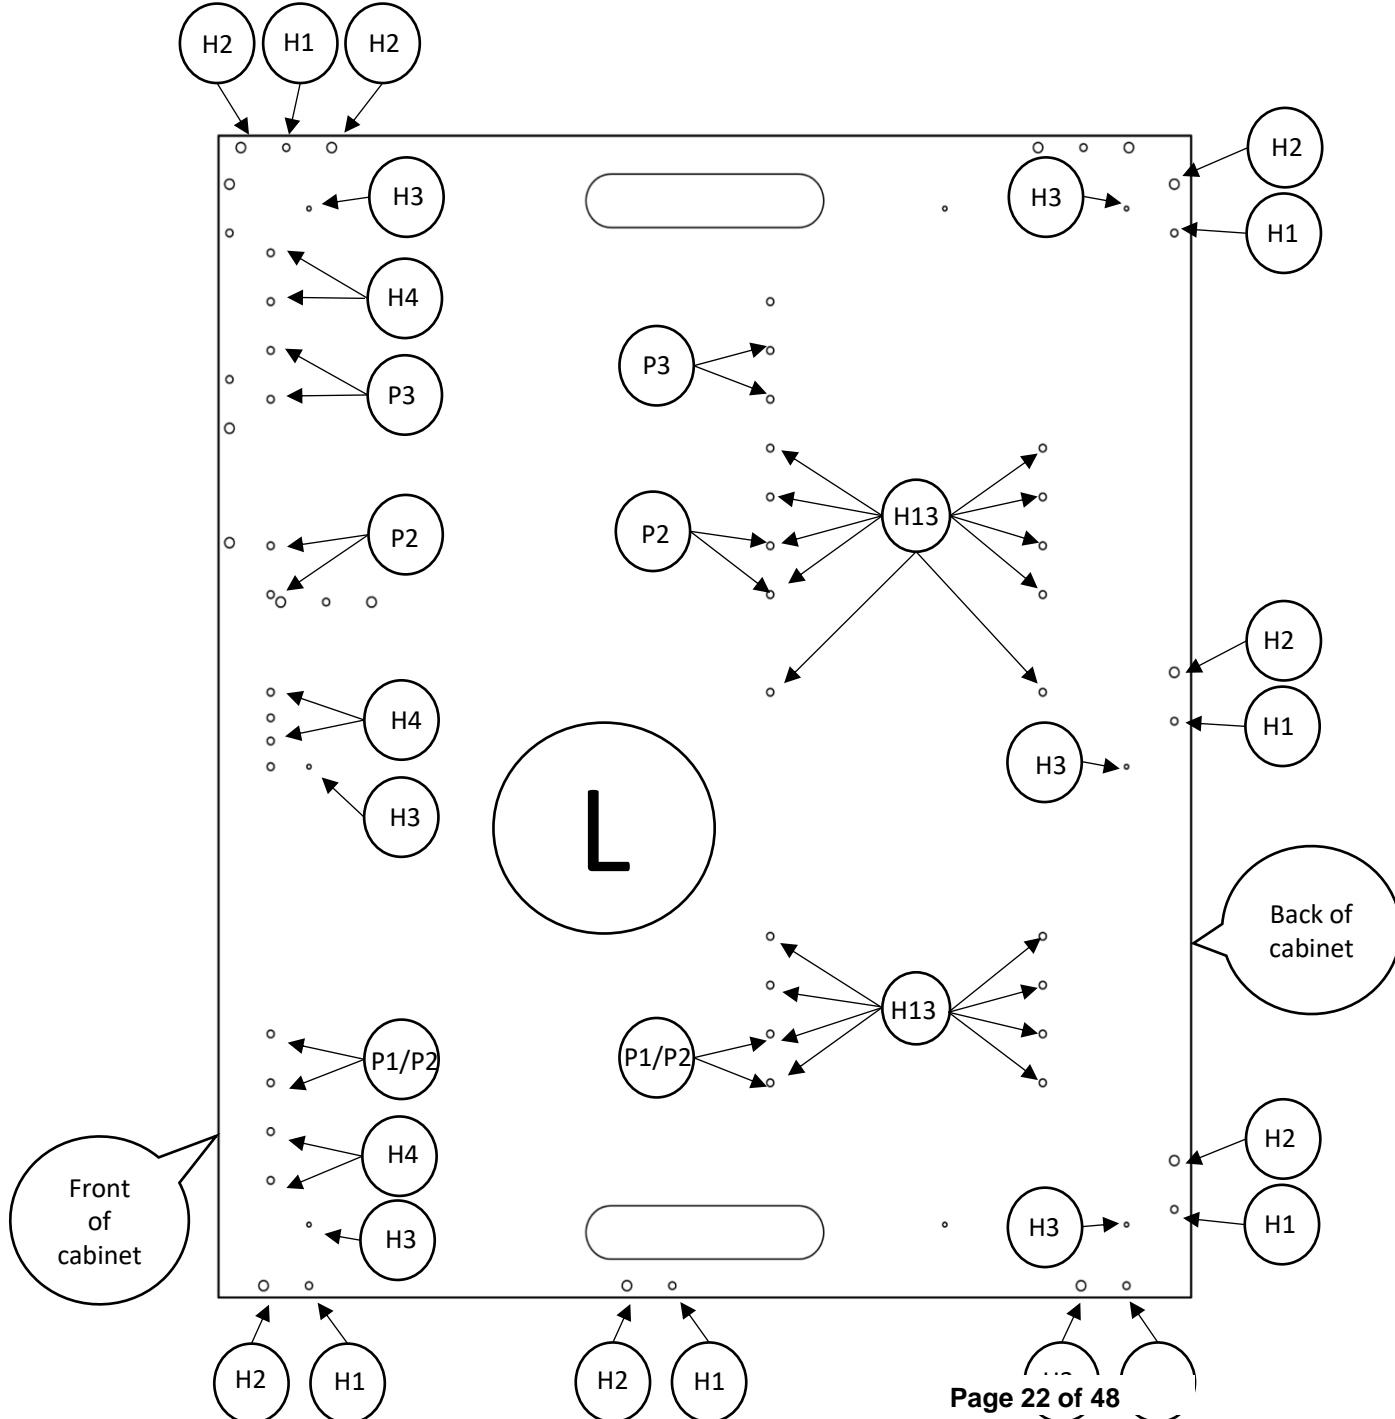 H2 H1 H2
H2
H3
H3
H1
H4
P3
P3
H13
P2
P2
H2
H4
H1
H3
H3
L
Back of
cabinet
H13
P1/P2
P1/P2
H2
H4
Front
of
cabinet
H3
H3
H1
H2
H1
H2
H1
Page 22 of 48